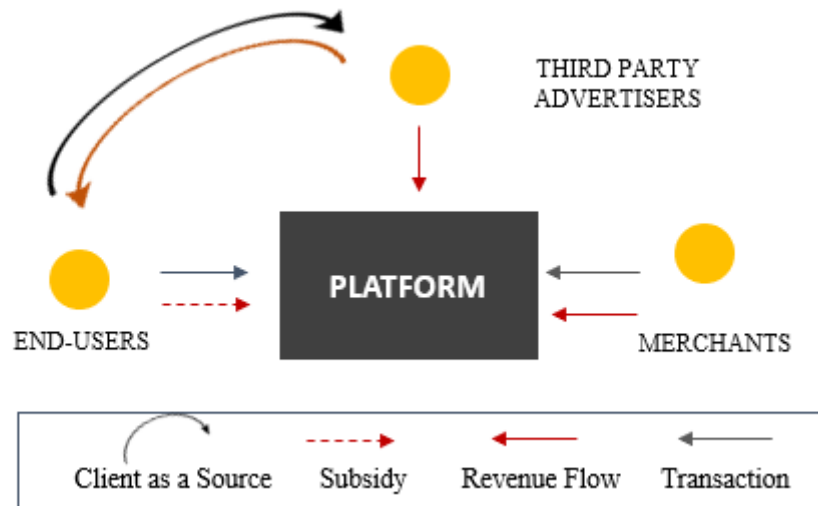 THIRD PARTY
ADVERTISERS
PLATFORM
END-USERS
MERCHANTS
Client as a Source
Subsidy
Revenue Flow
Transaction